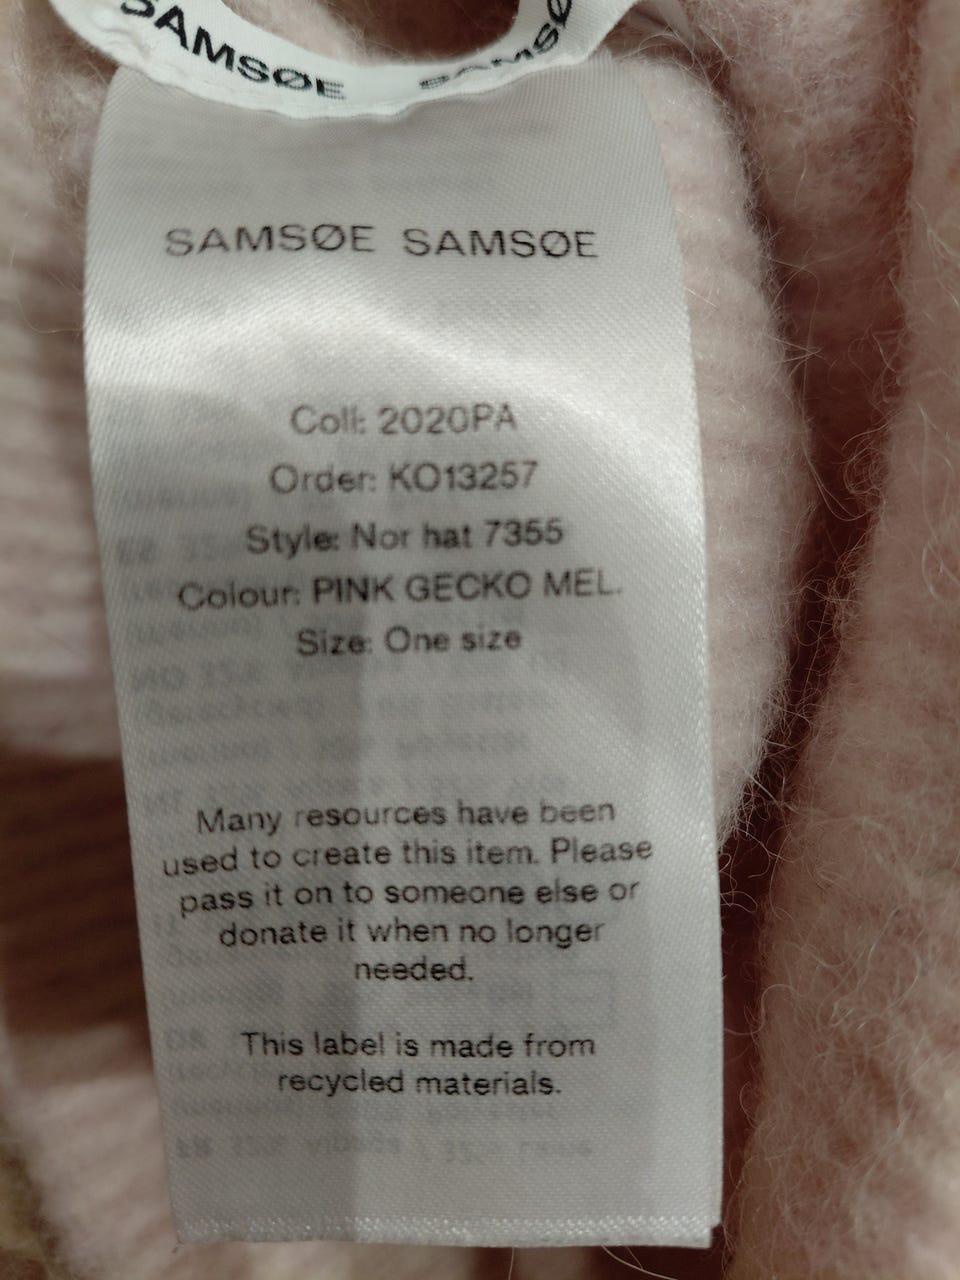 SAMSØE SAMSØ
SAMSØE SAMSØE
Coll: 2020PA
Order: KO13257
Style: Nor hat 7355
Colour: PINK GECKO MEL.
Size: One size
Many resources have been
used to create this item. Please
pass it on to someone else or
donate it when no longer
needed.
This label is made from
recycled materials.